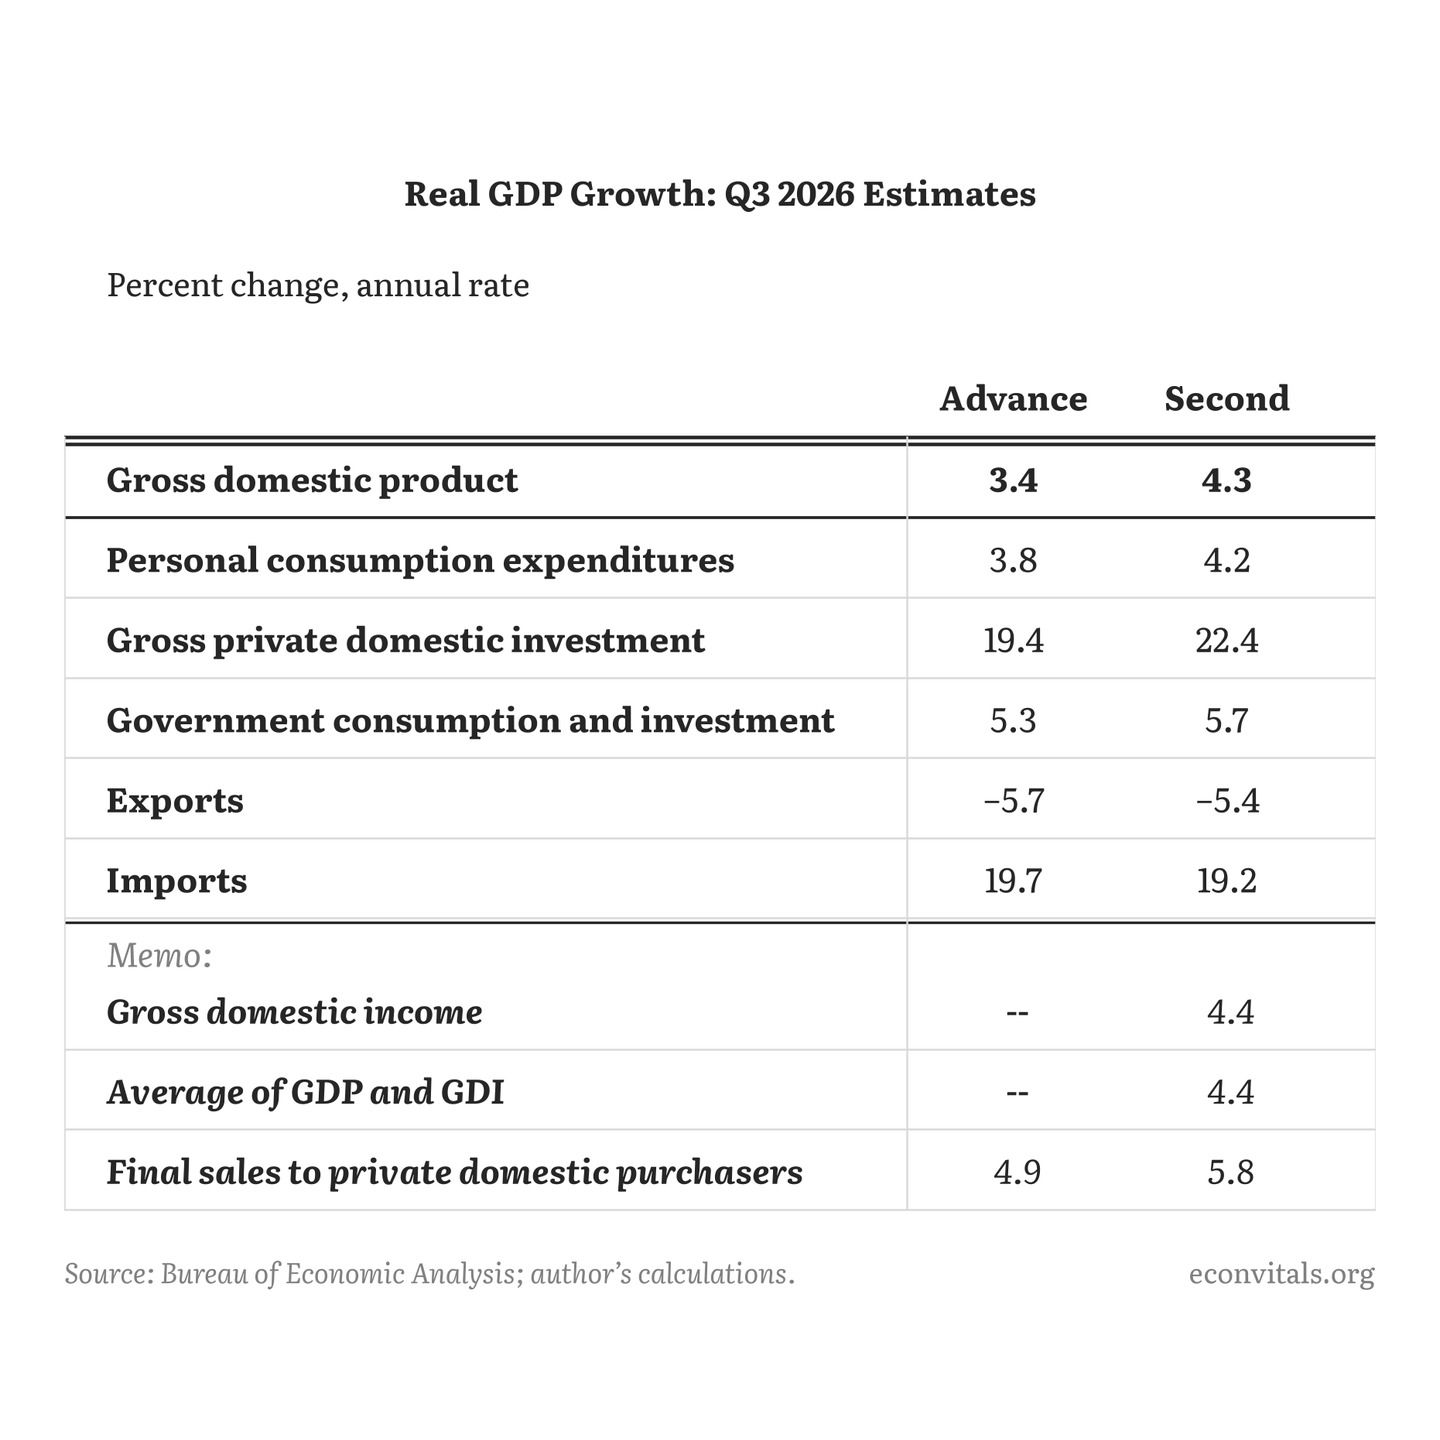 Real GDP Growth: Q3 2026 Estimates
Percent change, annual rate
Advance Second
Gross domestic product 3.4 4.3
Personal consumption expenditures 3.8 4.2
Gross private domestic investment 19.4 22.4
Government consumption and investment 5.3 5.7
Exports −5.7 −5.4
Imports 19.7 19.2
Memo:
Gross domestic income -- 4.4
Average of GDP and GDI -- 4.4
Final sales to private domestic purchasers 4.9 5.8
Source: Bureau of Economic Analysis; author’s calculations. econvitals.org